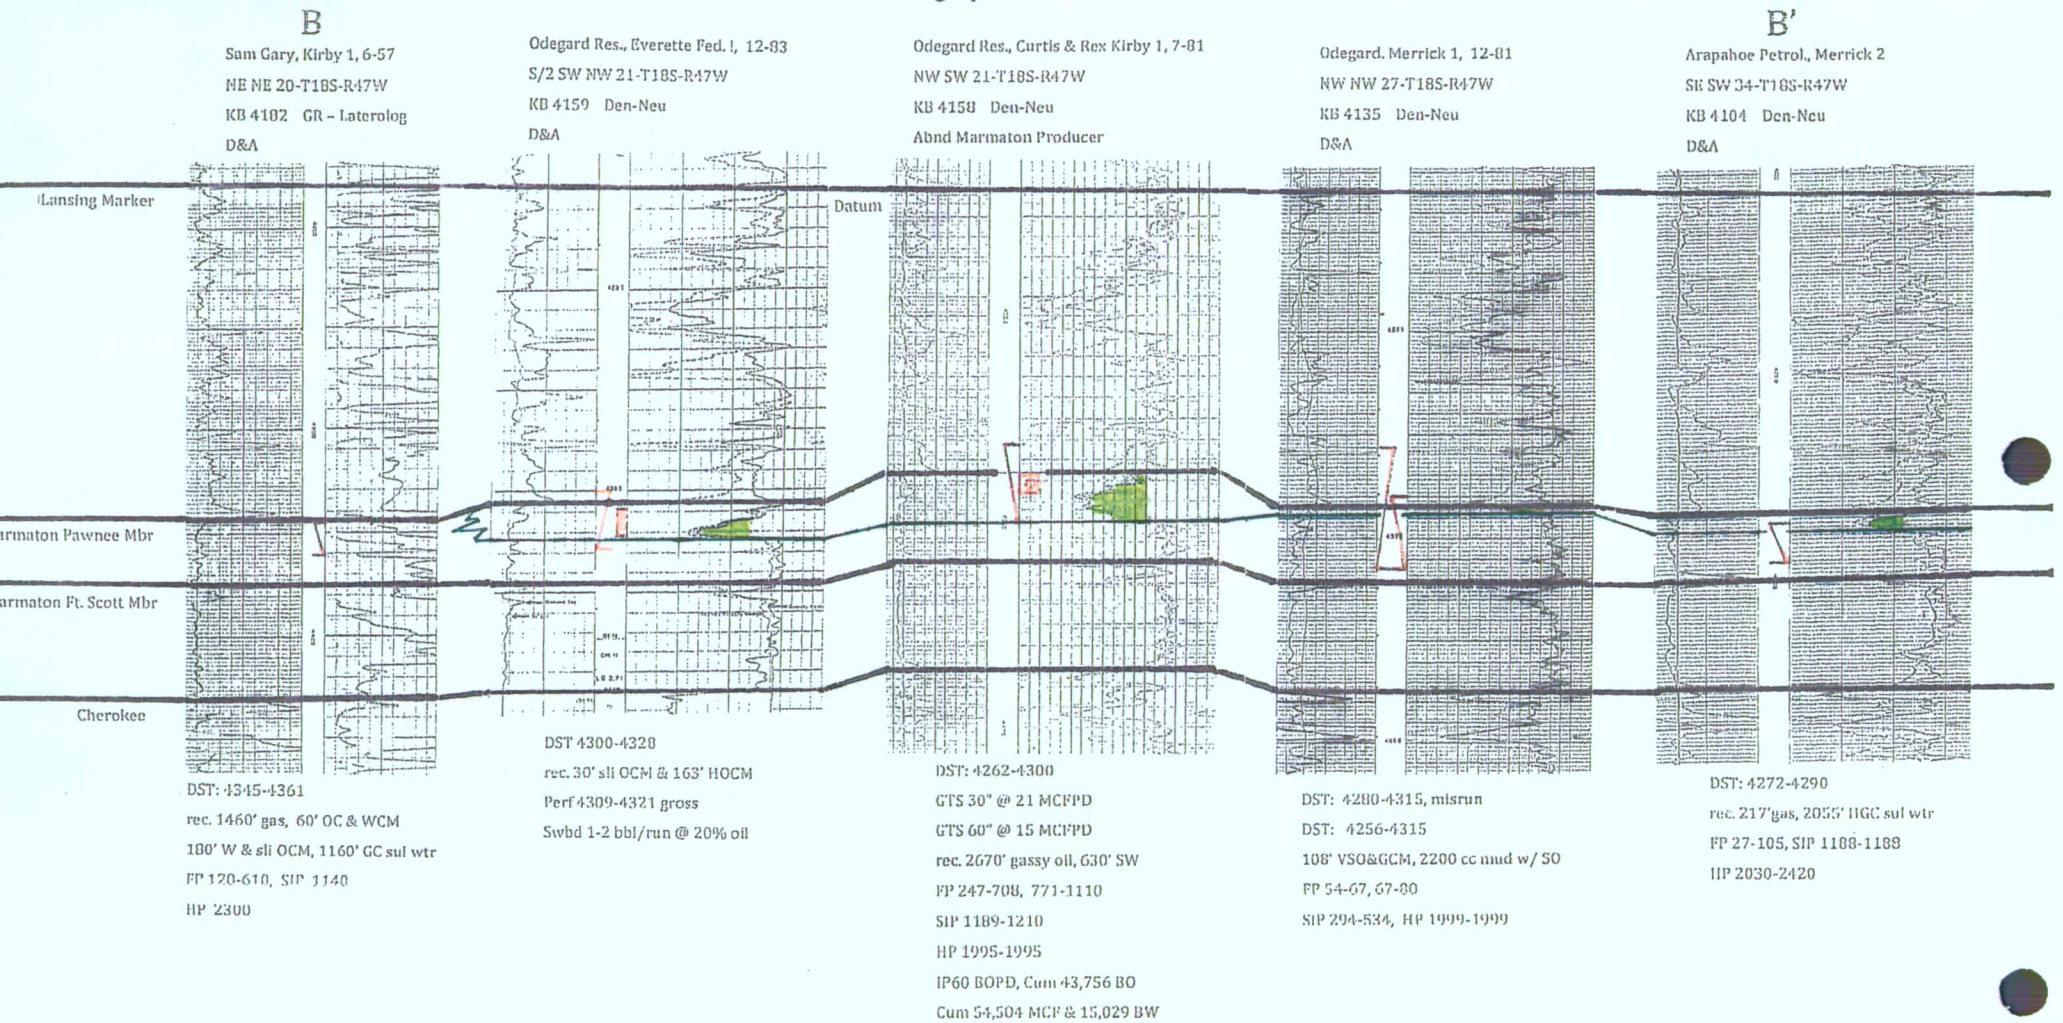 B
Sam Gary, Kirby 1, 6-57
NE NE 20-T18S-R47W
KB 4182 GR – Laterolog
D&A
Odegard Res., Everette Fed. 1, 12-83
S/2 SW NW 21-T18S-R47W
KB 4159 Den-Neu
D&A
Odegard Res., Curtis & Rex Kirby 1, 7-81
NW SW 21-T18S-R47W
KB 4158 Den-Neu
Abnd Marmaton Producer
Odegard. Merrick 1, 12-81
NW NW 27-T18S-R47W
KB 4135 Den-Neu
D&A
B'
Arapahoe Petrol., Merrick 2
SE SW 34-T18S-R47W
KB 4104 Den-Neu
D&A
Lansing Marker
Datum
armaton Pawnee Mbr
armaton Ft. Scott Mbr
Cherokee
DST: 4345-4361
rec. 1460' gas, 60' OC & WCM
180' W & sli OCM, 1160' GC sul wtr
FP 120-610, SIP 1140
HP 2300
DST 4300-4328
rec. 30' sli OCM & 163' HOCM
Perf 4309-4321 gross
Swbd 1-2 bbl/run @ 20% oil
DST: 4262-4300
GTS 30" @ 21 MCFPD
GTS 60" @ 15 MCFPD
rec. 2670' gassy oil, 630' SW
FP 247-708, 771-1110
SIP 1189-1210
HP 1995-1995
IP60 BOPD, Cum 43,756 BO
Cum 54,504 MCF & 15,029 BW
DST: 4280-4315, misrun
DST: 4256-4315
108' VSO&GCM, 2200 cc mud w/ SO
FP 54-67, 67-80
SIP 294-534, HP 1999-1999
DST: 4272-4290
rec. 217'gas, 2055' HGC sul wtr
FP 27-105, SIP 1188-1188
HP 2030-2420